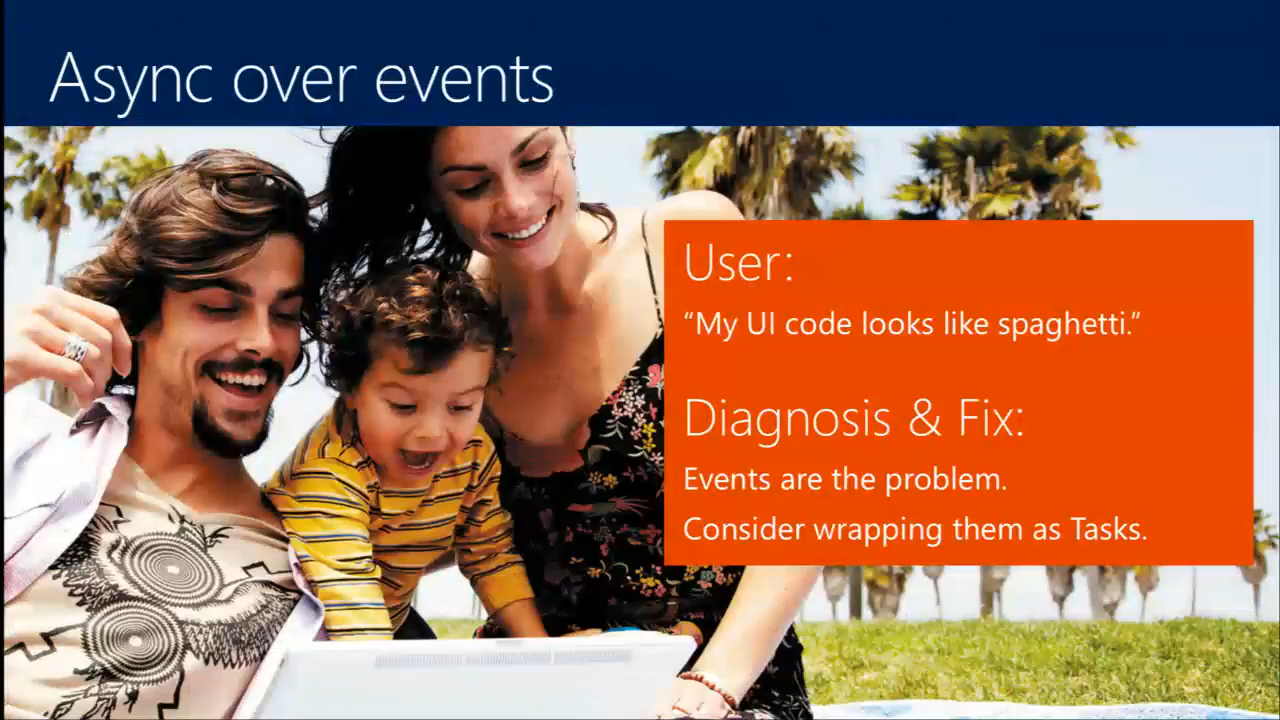 Async over events
User:
“My UI code looks like spaghetti.”
Diagnosis & Fix:
Events are the problem.
Consider wrapping them as Tasks.